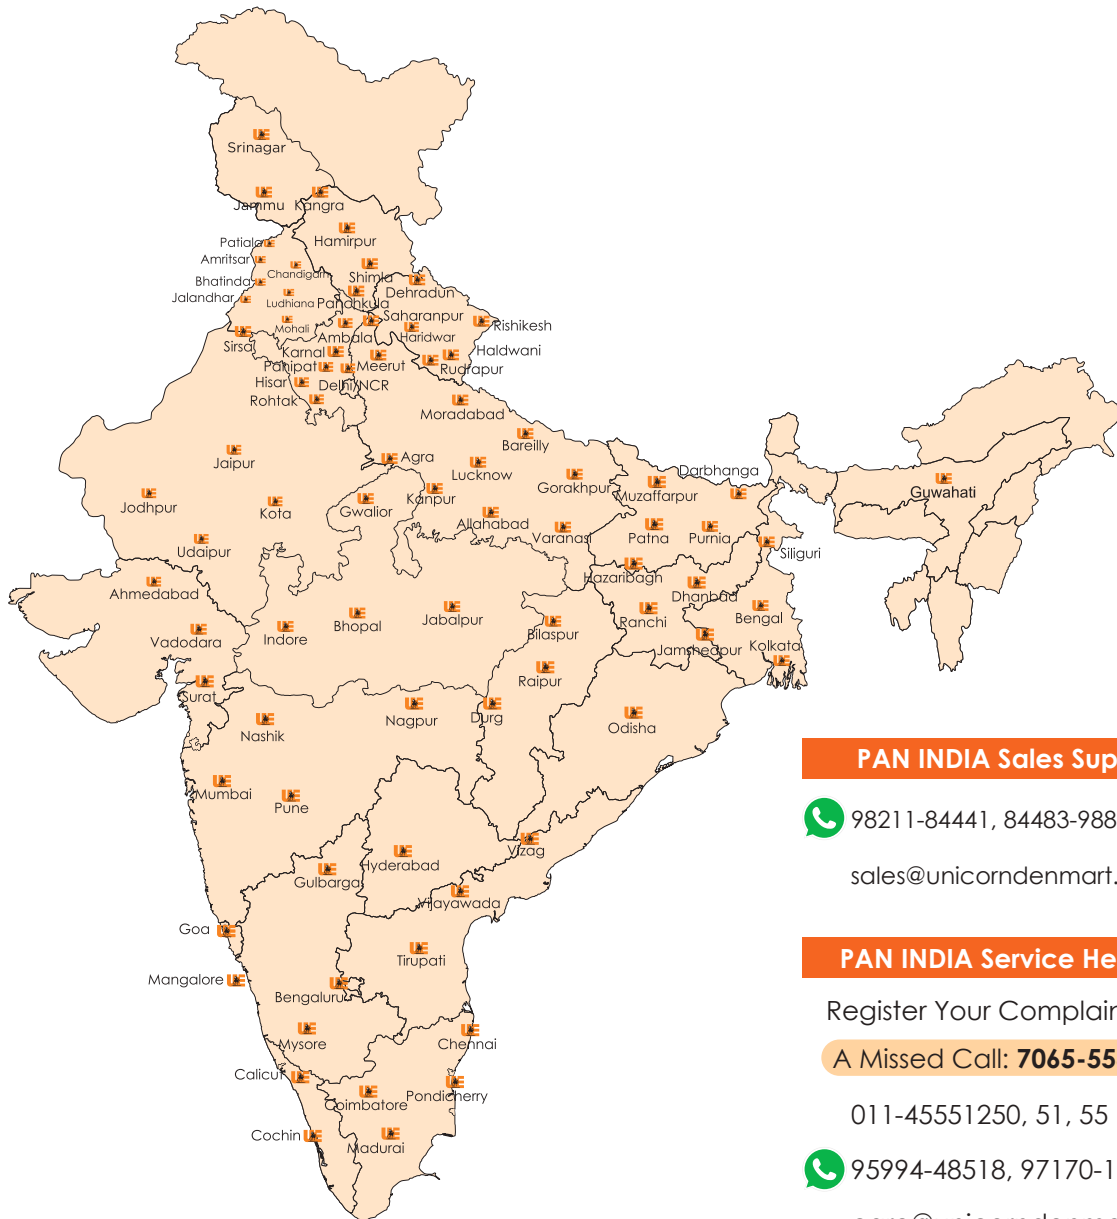 Srinagar
Jammu
Kangra
Hamirpur
Patiala
Amritsar
Chandigarh
Shimla
Bhatinda
Dehradun
Jalandhar
Ludhiana
Pandhkula
Saharanpur
Mohali
Ambala
Haridwar
Rishikesh
Sirsa
Karnal
Haldwani
Panipat
Meerut
Rudrapur
Hisar
Delhi/NCR
Rohtak
Moradabad
Bareilly
Jaipur
Agra
Lucknow
Darbhanga
Gorakhpur
Muzaffarpur
Guwahati
Jodhpur
Kota
Gwalior
Kanpur
Allahabad
Varanasi
Patna
Purnia
Udaipur
Siliguri
Hazaribagh
Ahmedabad
Dhanbad
Vadodara
Indore
Bhopal
Jabalpur
Bilaspur
Ranchi
Bengal
Jamshedpur
Kolkata
Raipur
Surat
Nashik
Nagpur
Durg
Odisha
Mumbai
Pune
PAN INDIA Sales Sup
98211-84441, 84483-988
sales@unicorndenmart.
Vizag
Hyderabad
Gulbarga
Vijayawada
Goa
Tirupati
Mangalore
Bengaluru
Mysore
Chennai
Calicut
Coimbatore
Pondicherry
Cochin
Madurai
PAN INDIA Service He
Register Your Complain
A Missed Call: 7065-55
011-45551250, 51, 55
95994-48518, 97170-1